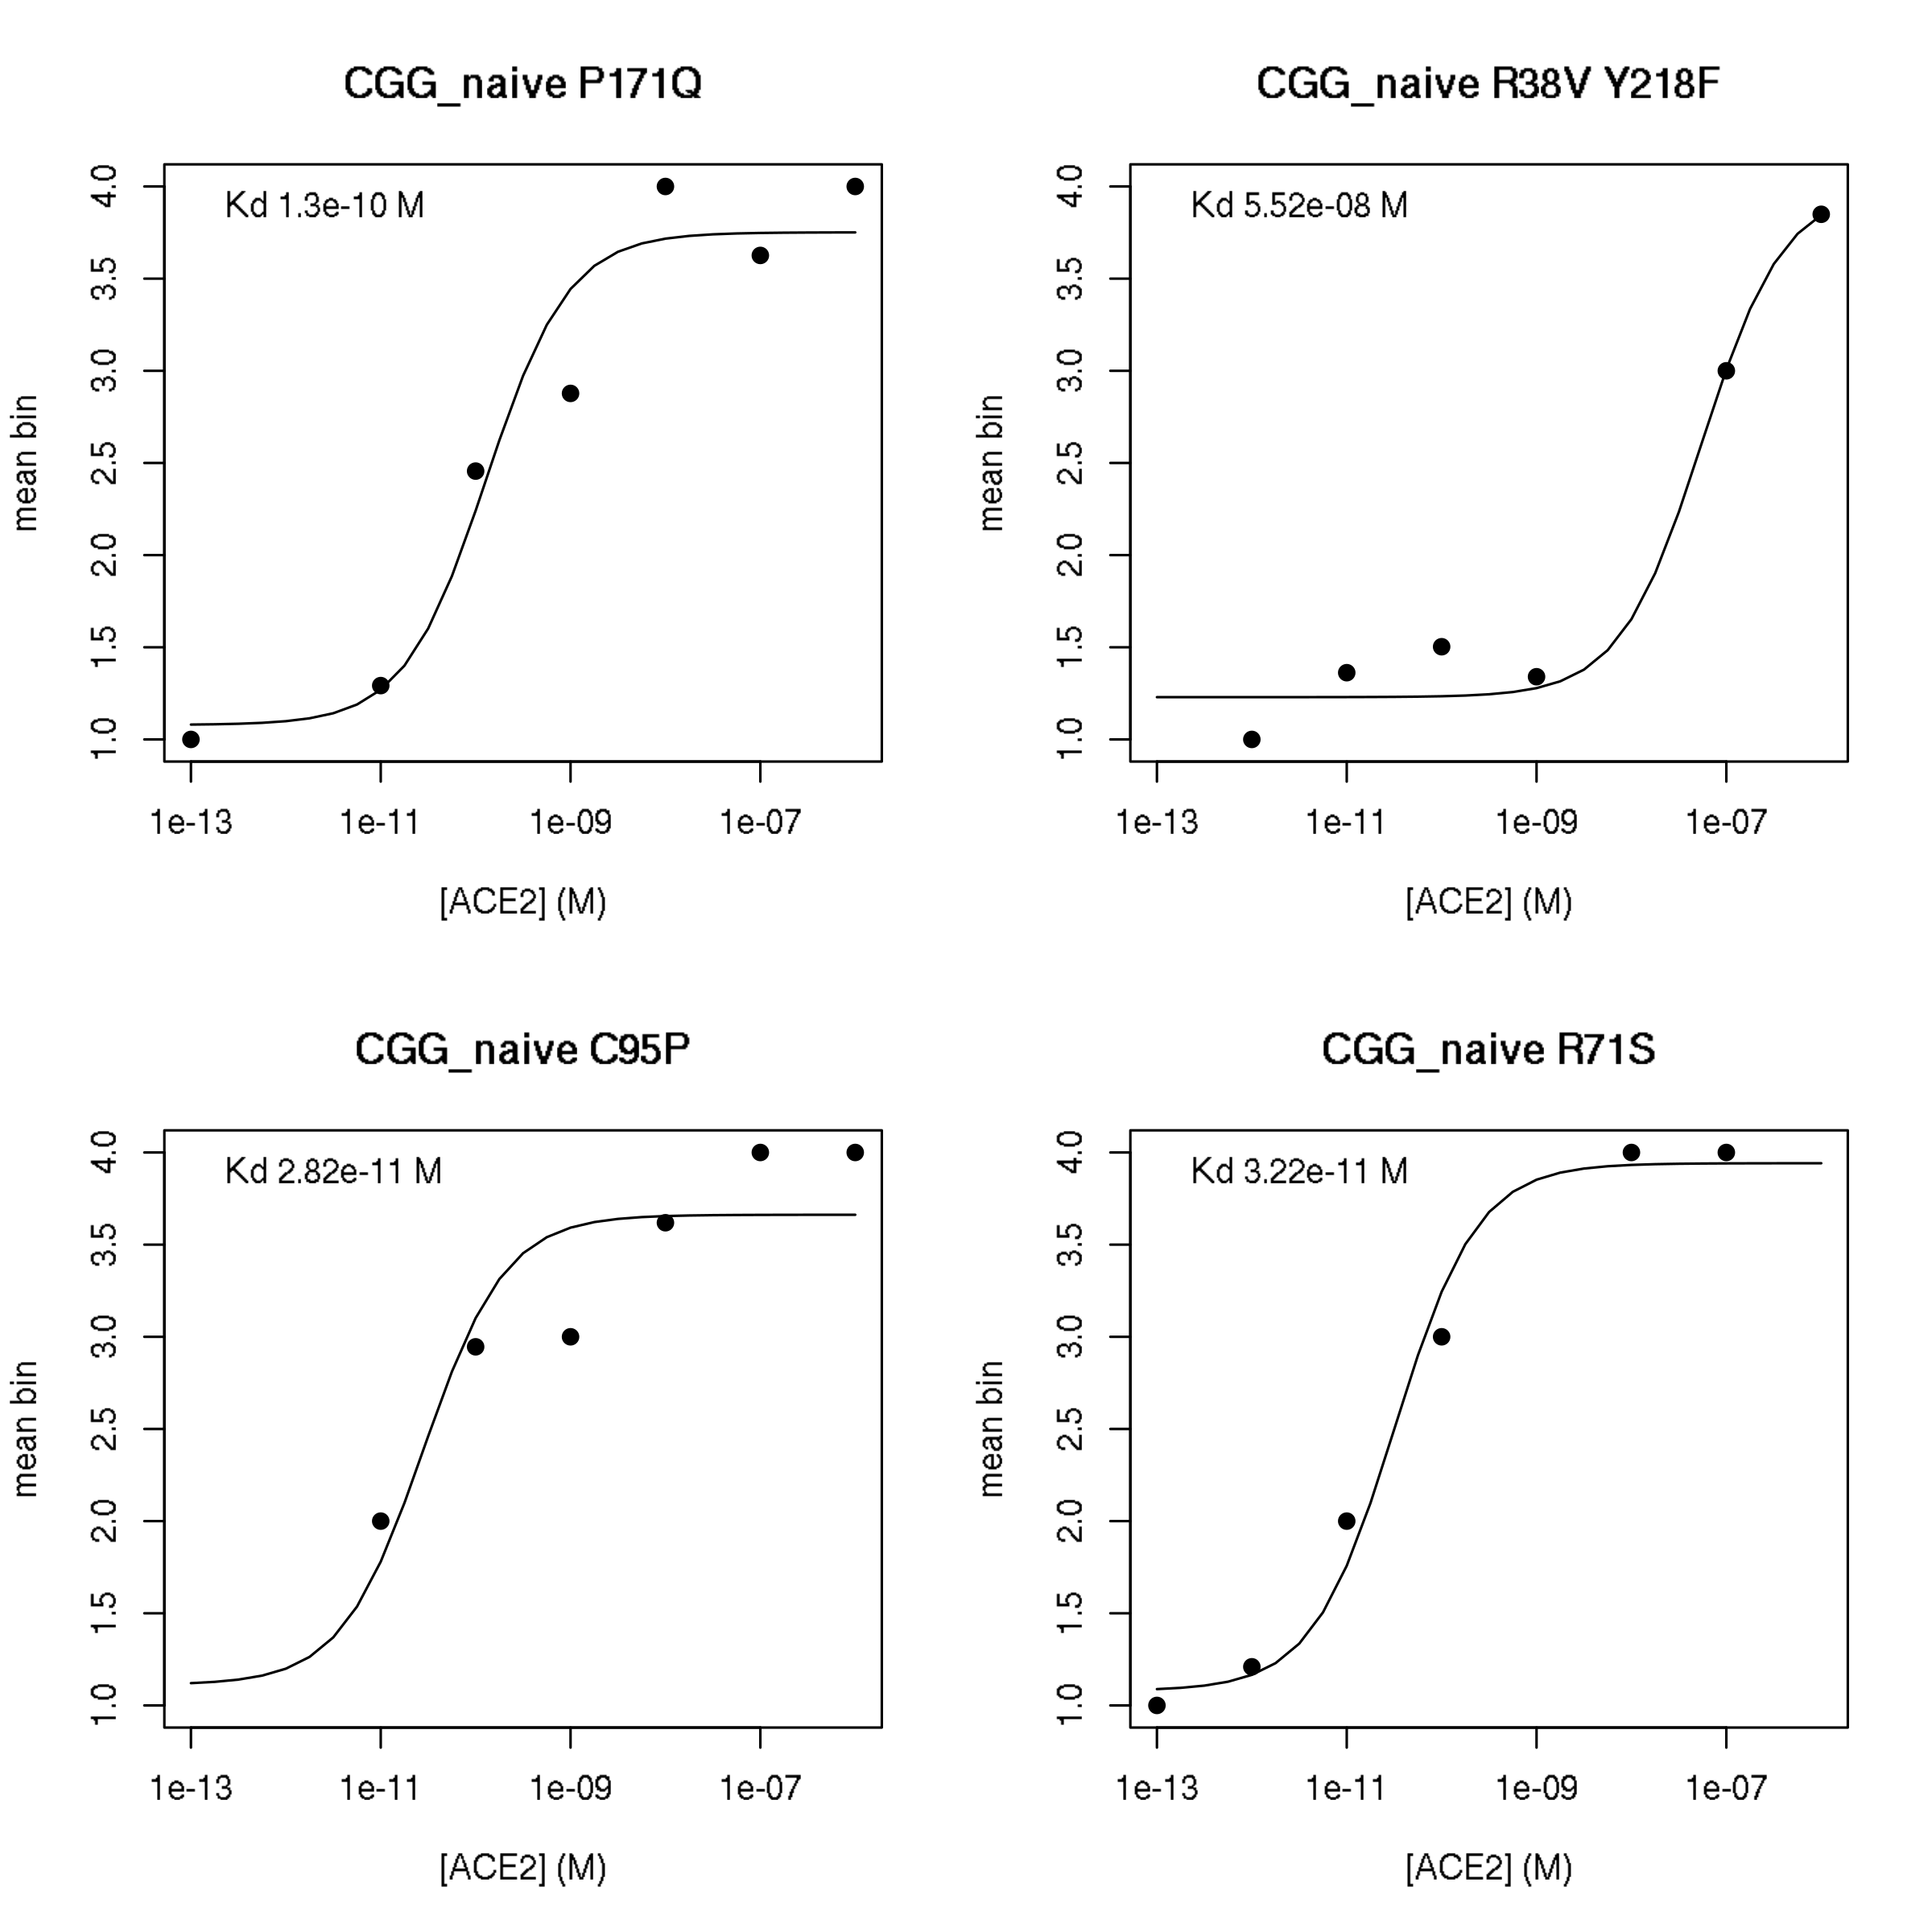 CGG_naive P171Q
Kd 1.3e-10 M
4.0
3.5
3.0
2.5
2.0
1.5
1.0
mean bin
1e-13 1e-11 1e-09 1e-07
[ACE2] (M)
CGG_naive R38V Y218F
Kd 5.52e-08 M
4.0
3.5
3.0
2.5
2.0
1.5
1.0
mean bin
1e-13 1e-11 1e-09 1e-07
[ACE2] (M)
CGG_naive C95P
Kd 2.82e-11 M
4.0
3.5
3.0
2.5
2.0
1.5
1.0
mean bin
1e-13 1e-11 1e-09 1e-07
[ACE2] (M)
CGG_naive R71S
Kd 3.22e-11 M
4.0
3.5
3.0
2.5
2.0
1.5
1.0
mean bin
1e-13 1e-11 1e-09 1e-07
[ACE2] (M)